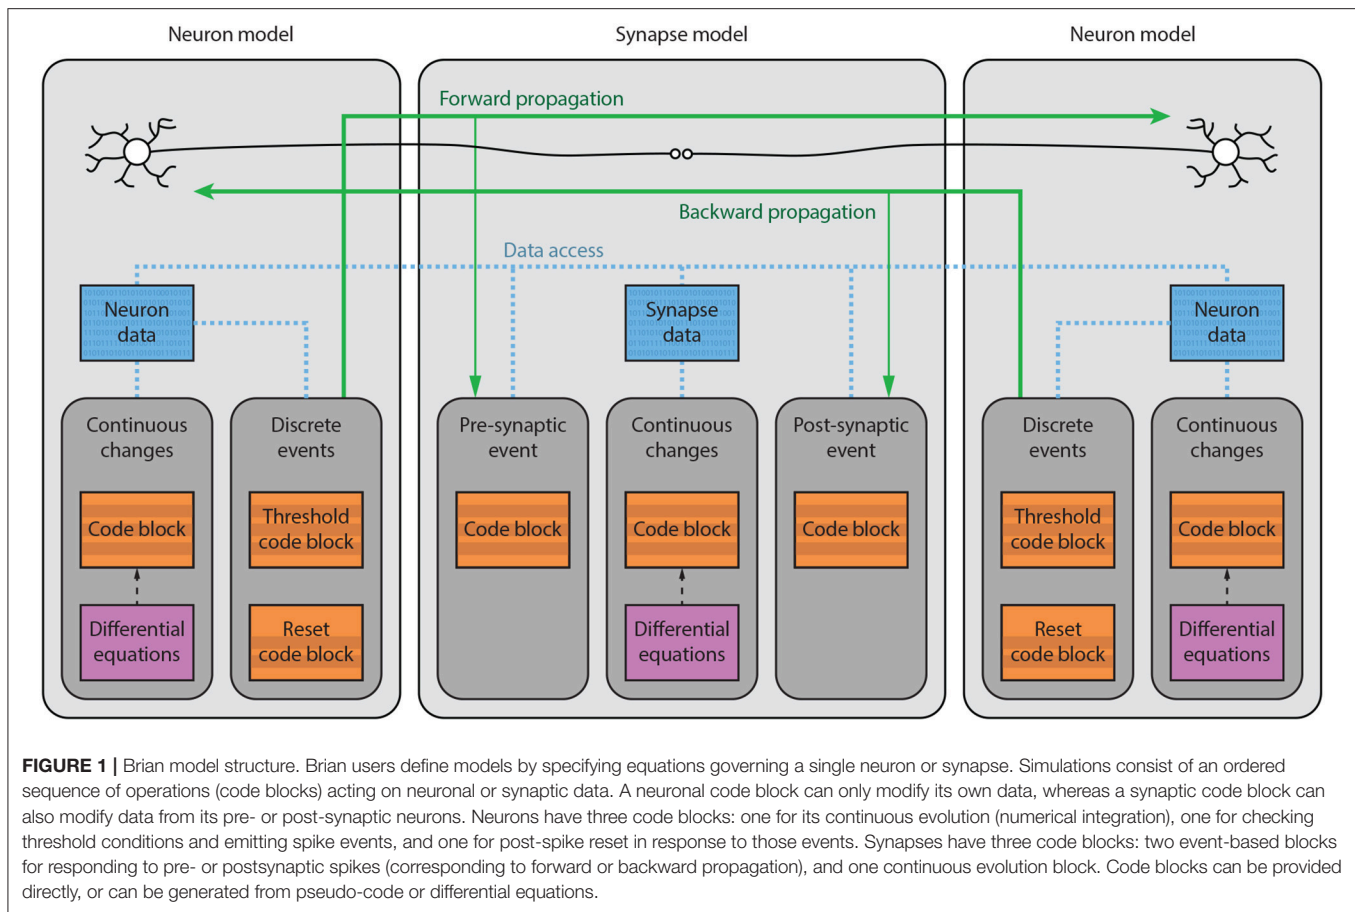 Neuron model
Synapse model
Neuron model
Forward propagation
Backward propagation
Data access
Neuron
data
Synapse
data
Neuron
data
Continuous
changes
Code block
Differential
equations
Discrete
events
Threshold
code block
Reset
code block
Pre-synaptic
event
Code block
Continuous
changes
Code block
Differential
equations
Post-synaptic
event
Code block
Discrete
events
Threshold
code block
Reset
code block
Continuous
changes
Code block
Differential
equations
FIGURE 1 | Brian model structure. Brian users define models by specifying equations governing a single neuron or synapse. Simulations consist of an ordered
sequence of operations (code blocks) acting on neuronal or synaptic data. A neuronal code block can only modify its own data, whereas a synaptic code block can
also modify data from its pre- or post-synaptic neurons. Neurons have three code blocks: one for its continuous evolution (numerical integration), one for checking
threshold conditions and emitting spike events, and one for post-spike reset in response to those events. Synapses have three code blocks: two event-based blocks
for responding to pre- or postsynaptic spikes (corresponding to forward or backward propagation), and one continuous evolution block. Code blocks can be provided
directly, or can be generated from pseudo-code or differential equations.